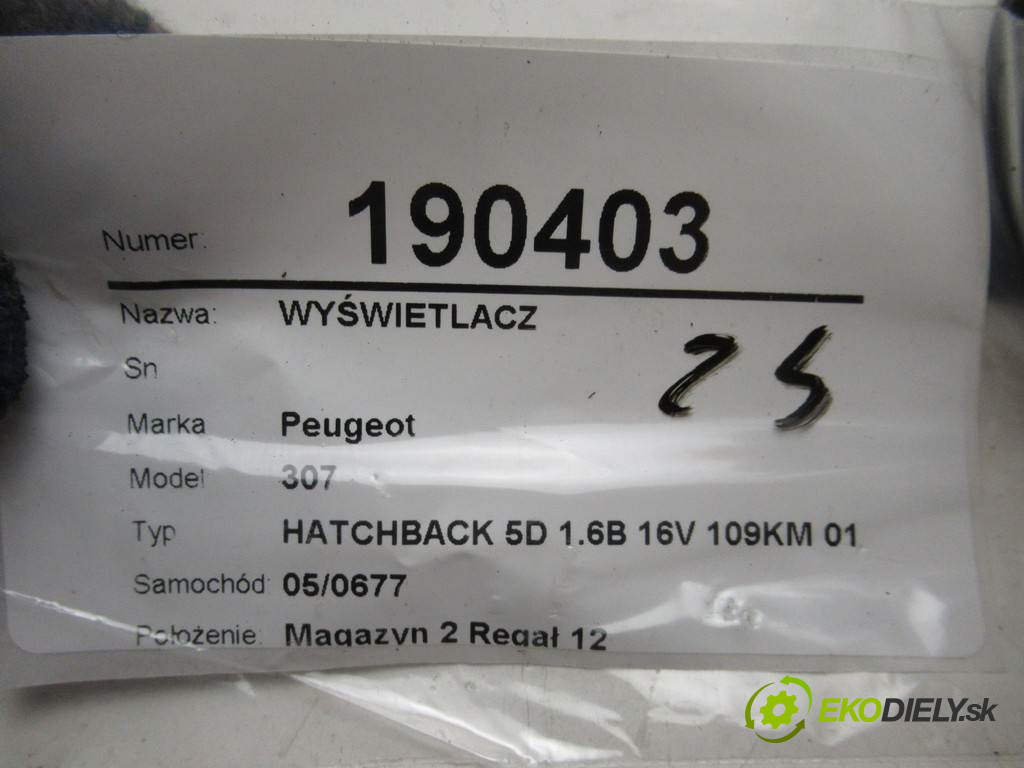 Numer: 190403
Nazwa: WYŚWIETLACZ
25
Sn
Marka Peugeot
Model 307
Typ HATCHBACK 5D 1.6B 16V 109KM 01
Samochód 05/0677
Położenie: Magazyn 2 Regał 12
EKODIELY.sk